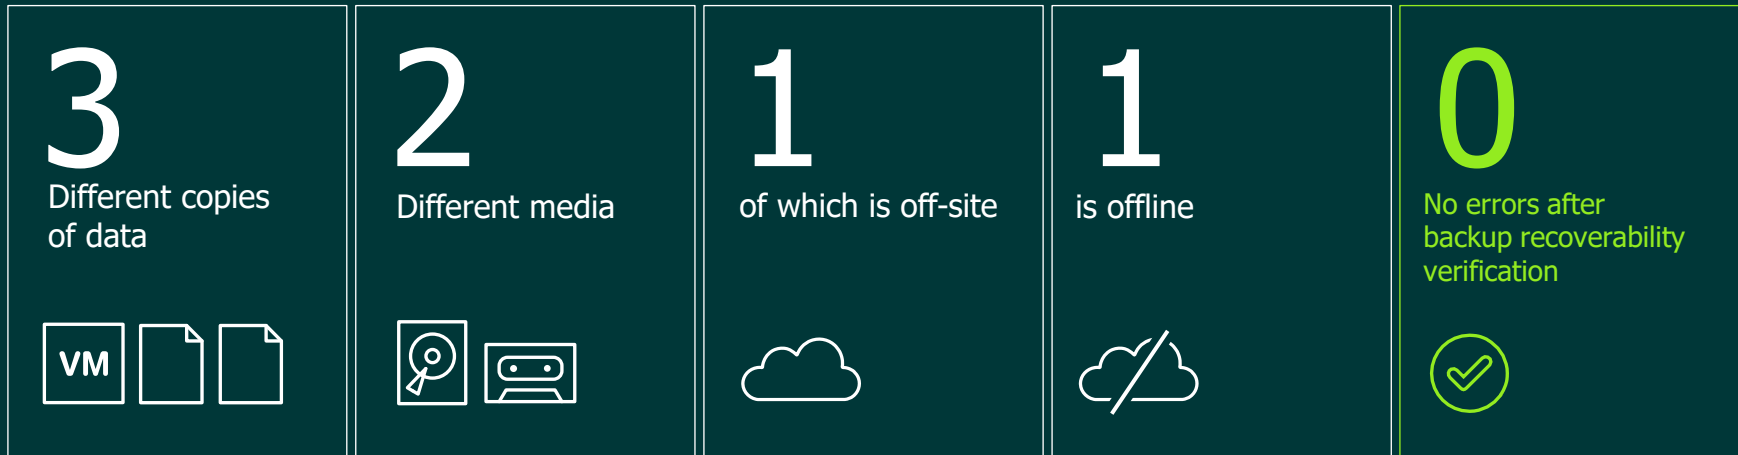 3
Different copies
of data
VM
2
Different media
1
of which is off-site
1
is offline
0
No errors after
backup recoverability
verification